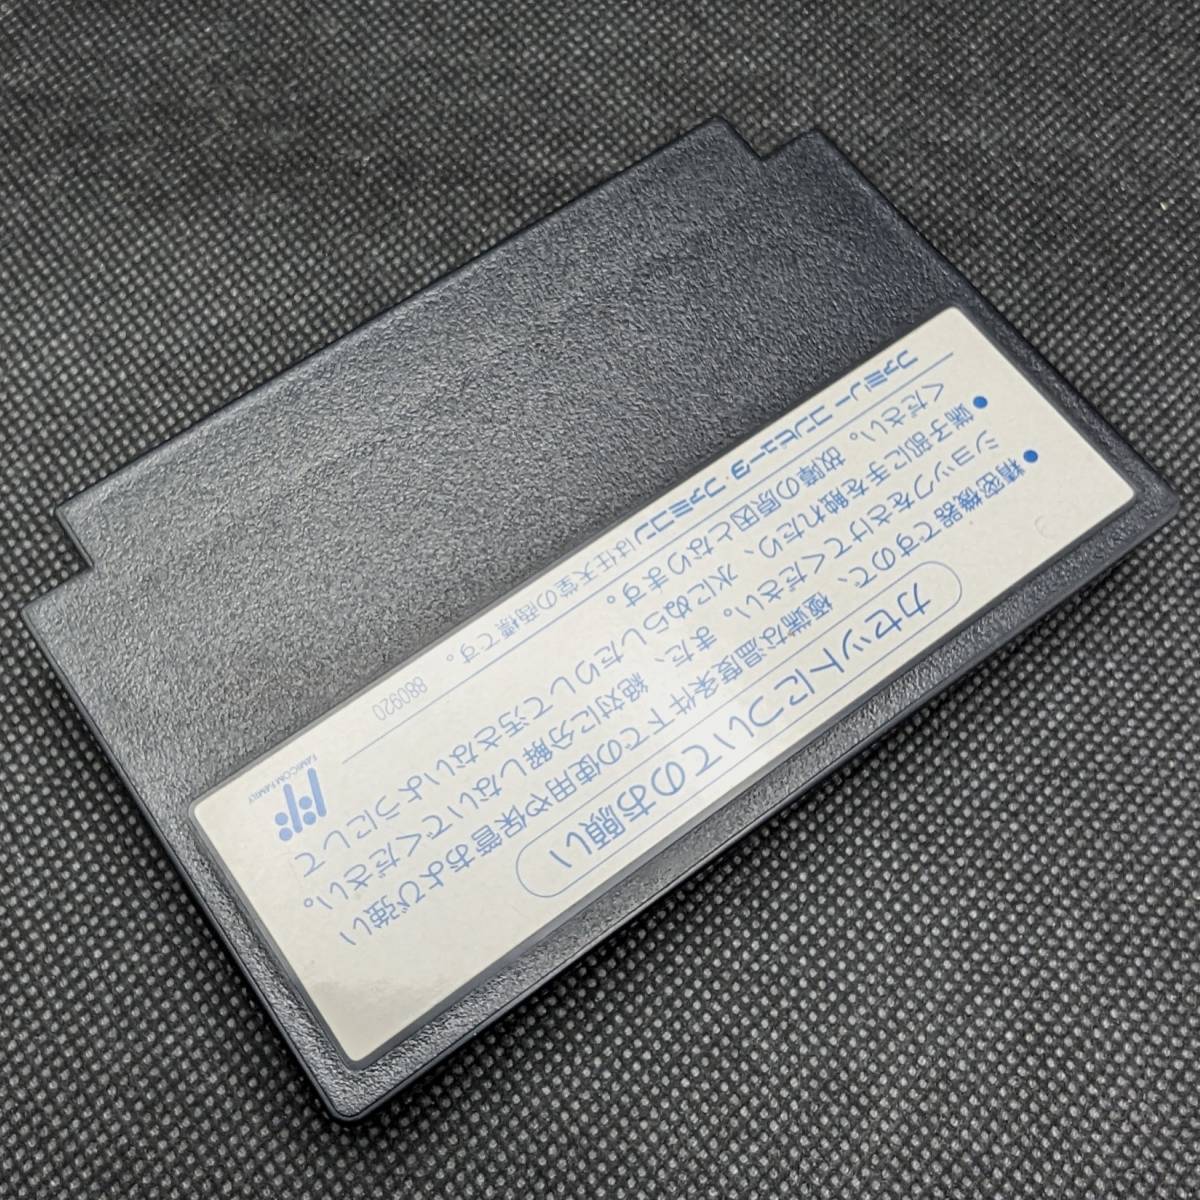 カセットについてのお願い
●精密機器ですので、極端な温度条件下での使用や保管および強い
ショックをさけてください。また、絶対に分解しないでください。
●端子部に手を触れたり、水にぬらしたりして汚さないようにして
ください。故障の原因となります。
ファミリーコンピュータ・ファミコンは任天堂の商標です。
880920
FAMICOM FAMILY